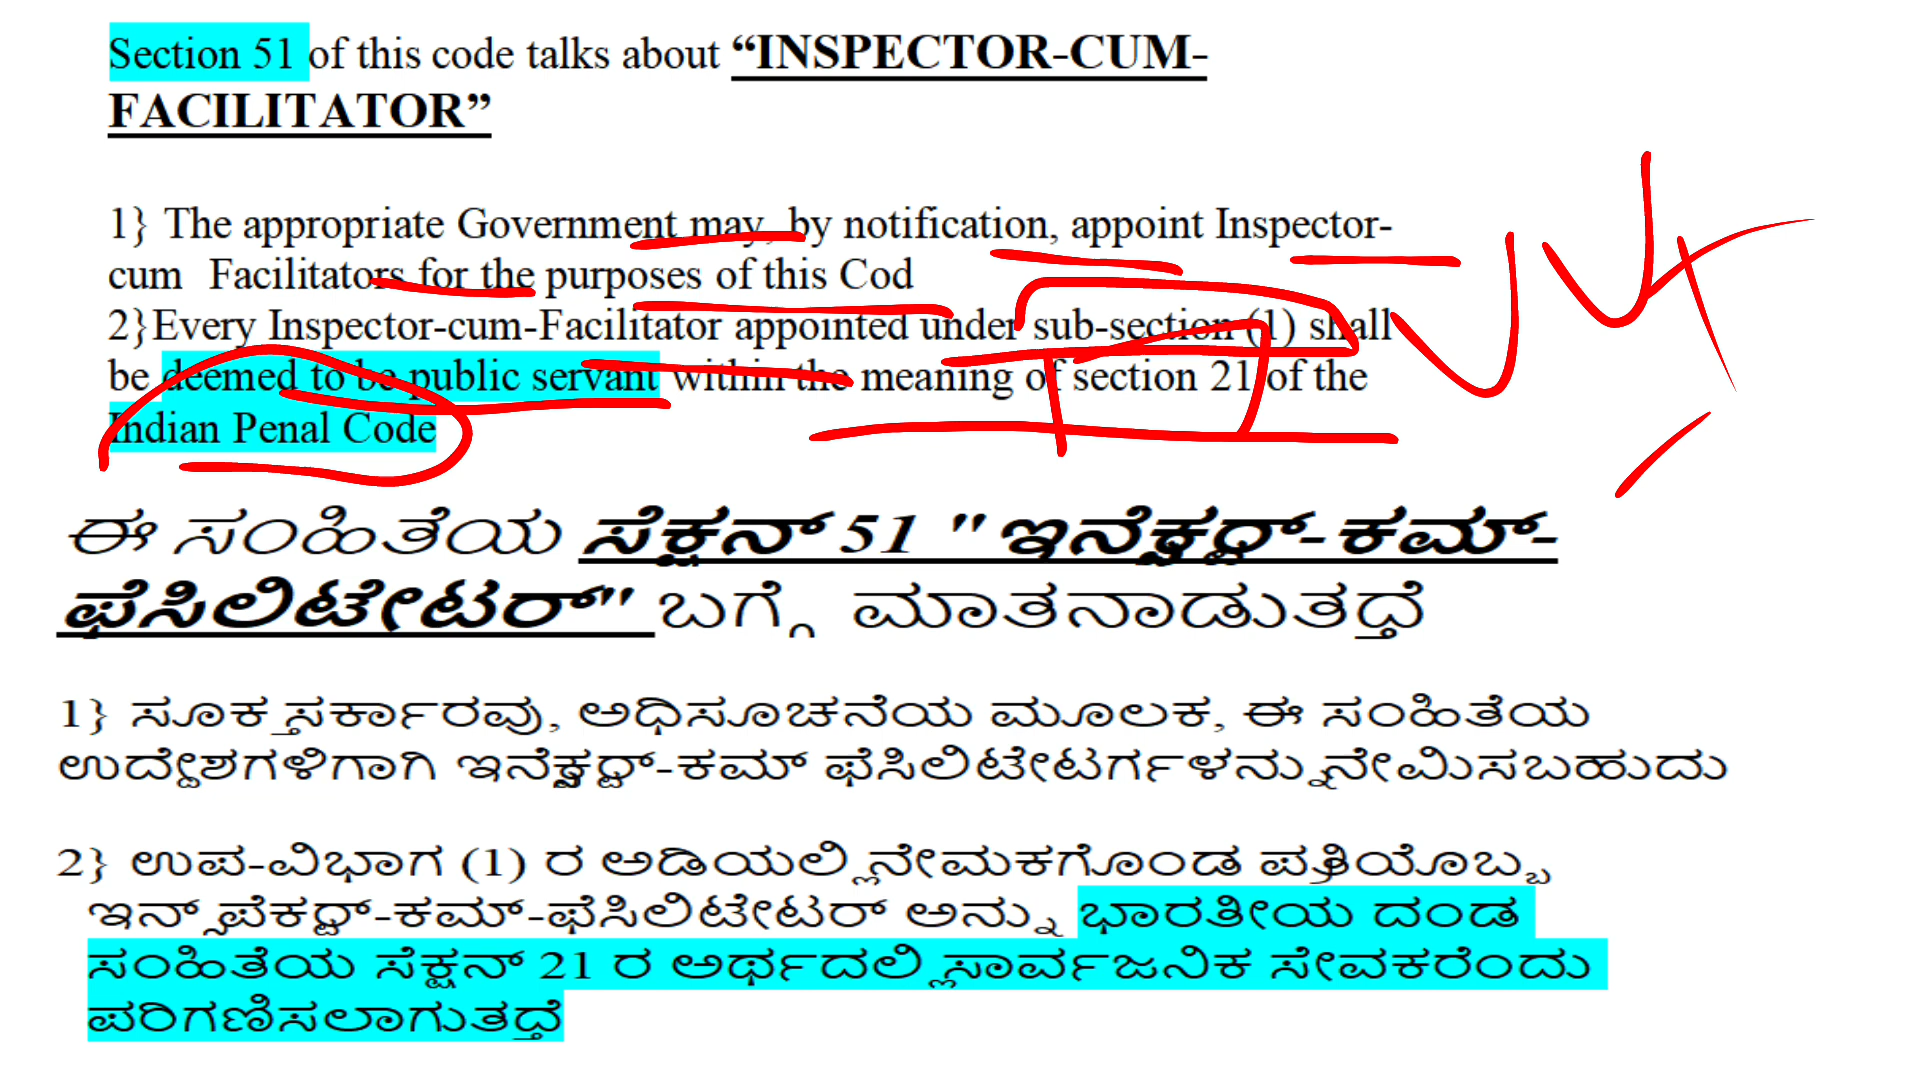 Section 51 of this code talks about “INSPECTOR-CUM-
FACILITATOR”
1} The appropriate Government may, by notification, appoint Inspector-
cum Facilitators for the purposes of this Cod
2}Every Inspector-cum-Facilitator appointed under sub-section (1) shall
be deemed to be public servant within the meaning of section 21 of the
Indian Penal Code
ಈ ಸಂಹಿತೆಯ ಸೆಕ್ಷನ್ 51 "ಇನ್ಸ್ಪೆಕ್ಟರ್-ಕಮ್-
ಫೆಸಿಲಿಟೇಟರ್" ಬಗ್ಗೆ ಮಾತನಾಡುತ್ತದೆ
1} ಸೂಕ್ತ ಸರ್ಕಾರವು, ಅಧಿಸೂಚನೆಯ ಮೂಲಕ, ಈ ಸಂಹಿತೆಯ
ಉದ್ದೇಶಗಳಿಗಾಗಿ ಇನ್ಸ್ಪೆಕ್ಟರ್-ಕಮ್ ಫೆಸಿಲಿಟೇಟರ್ಗಳನ್ನು ನೇಮಿಸಬಹುದು
2} ಉಪ-ವಿಭಾಗ (1) ರ ಅಡಿಯಲ್ಲಿ ನೇಮಕಗೊಂಡ ಪ್ರತಿಯೊಬ್ಬ
ಇನ್ಸ್ಪೆಕ್ಟರ್-ಕಮ್-ಫೆಸಿಲಿಟೇಟರ್ ಅನ್ನು ಭಾರತೀಯ ದಂಡ
ಸಂಹಿತೆಯ ಸೆಕ್ಷನ್ 21 ರ ಅರ್ಥದಲ್ಲಿ ಸಾರ್ವಜನಿಕ ಸೇವಕರೆಂದು
ಪರಿಗಣಿಸಲಾಗುತ್ತದೆ